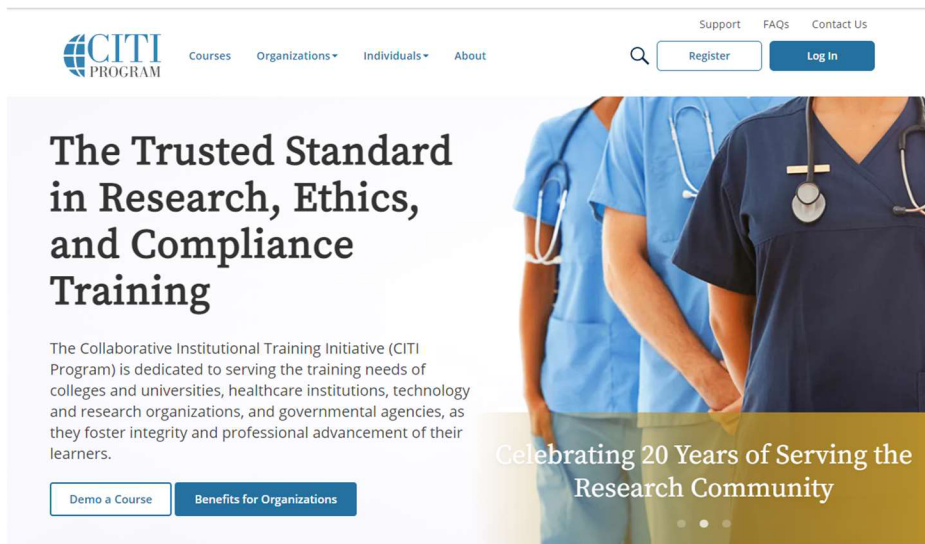 Support FAQs Contact Us
CITI
PROGRAM
Courses Organizations Individuals About
Register Log In
The Trusted Standard
in Research, Ethics,
and Compliance
Training
The Collaborative Institutional Training Initiative (CITI
Program) is dedicated to serving the training needs of
colleges and universities, healthcare institutions, technology
and research organizations, and governmental agencies, as
they foster integrity and professional advancement of their
learners.
Demo a Course Benefits for Organizations
Celebrating 20 Years of Serving the
Research Community